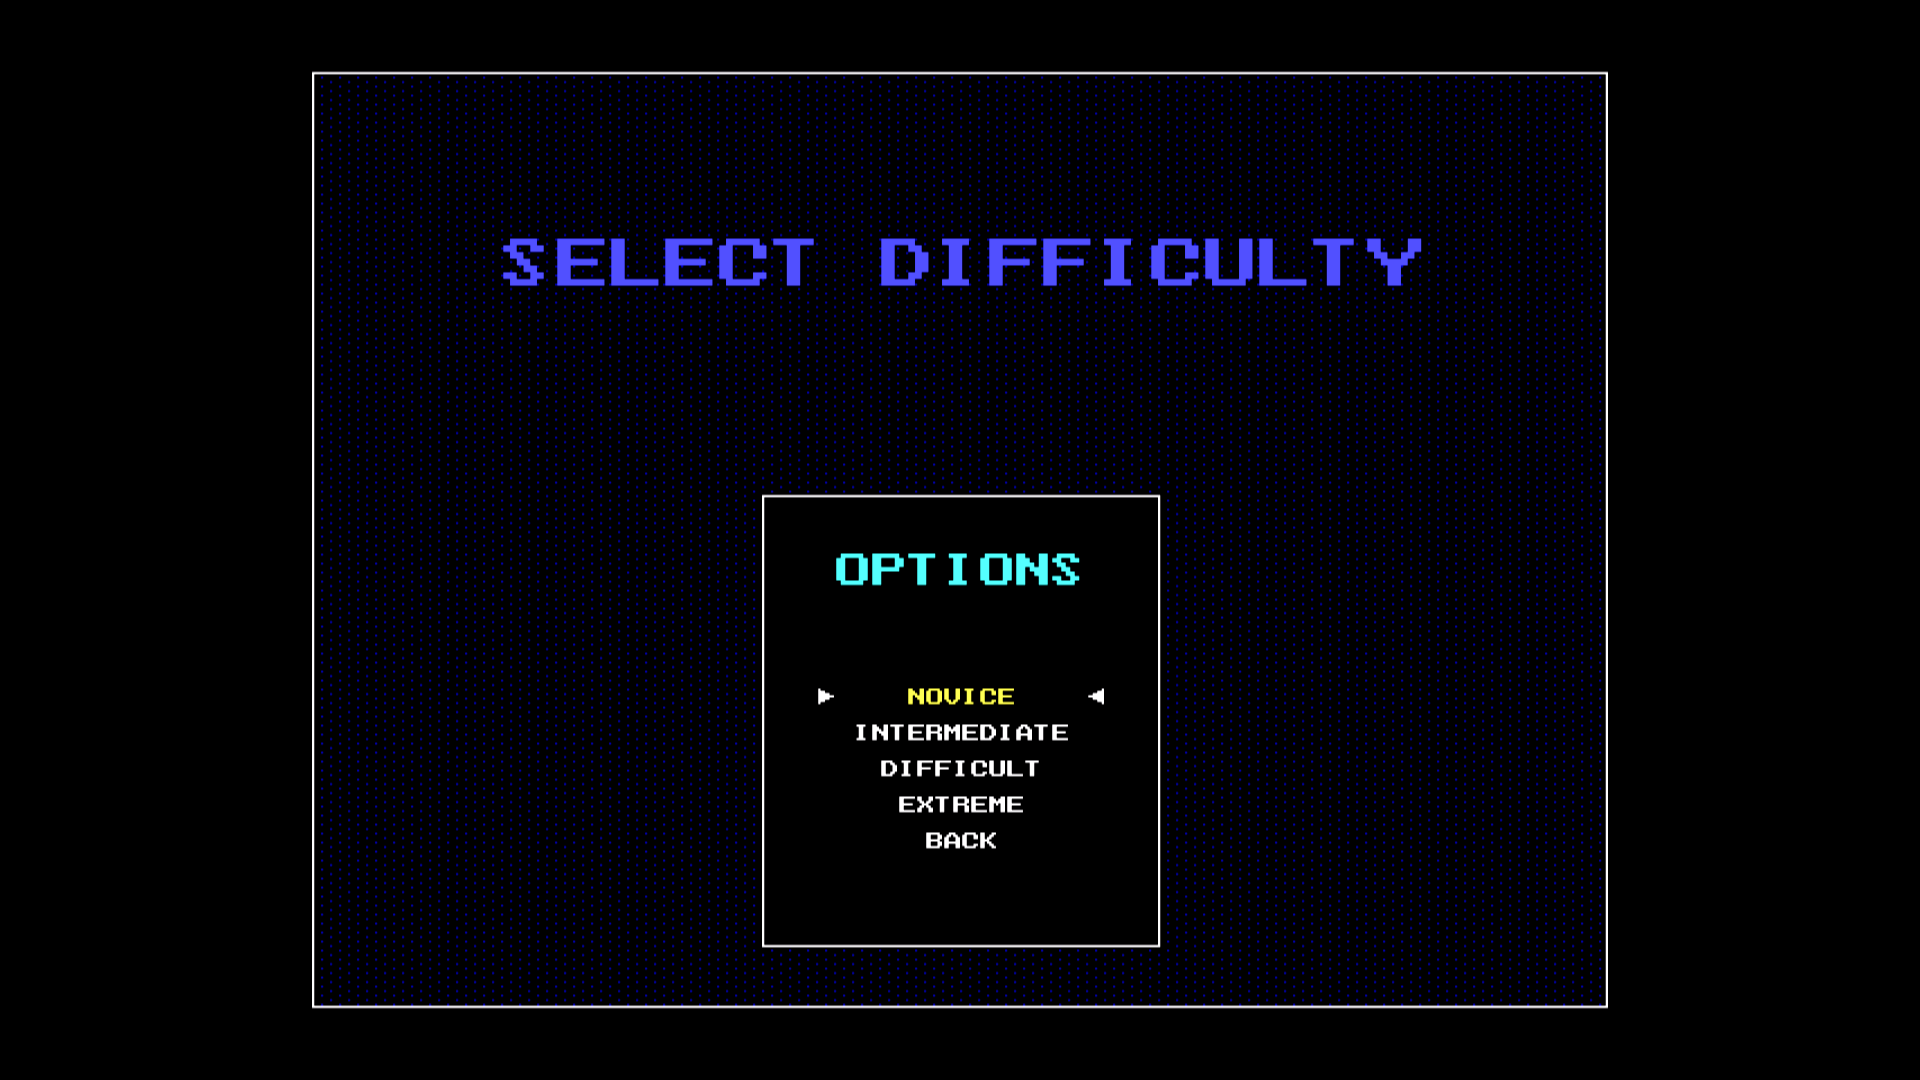 SELECT DIFFICULTY
OPTIONS
NOVICE
INTERMEDIATE
DIFFICULT
EXTREME
BACK